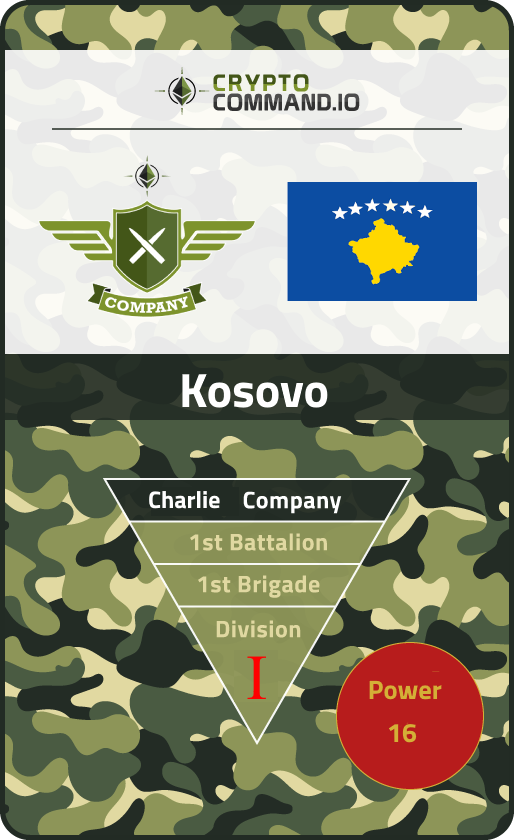 CRYPTO
COMMAND.IO
COMPANY
Kosovo
Charlie Company
1st Battalion
1st Brigade
Division
I
Power
16